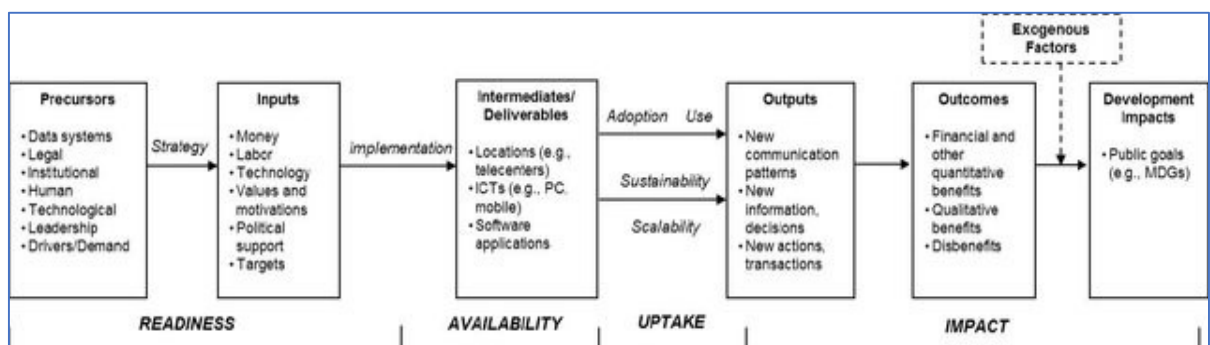 Exogenous
Factors
Precursors
• Data systems
• Legal
• Institutional
• Human
• Technological
• Leadership
• Drivers/Demand
Strategy
Inputs
• Money
• Labor
• Technology
• Values and
motivations
• Political
support
• Targets
Implementation
Intermediates/
Deliverables
• Locations (e.g.,
telecenters)
• ICTs (e.g., PC,
mobile)
• Software
applications
Adoption Use
Sustainability
Scalability
Outputs
• New
communication
patterns
• New
information,
decisions
• New actions,
transactions
Outcomes
• Financial and
other
quantitative
benefits
• Qualitative
benefits
• Disbenefits
Development
Impacts
• Public goals
(e.g., MDGs)
READINESS
AVAILABILITY
UPTAKE
IMPACT